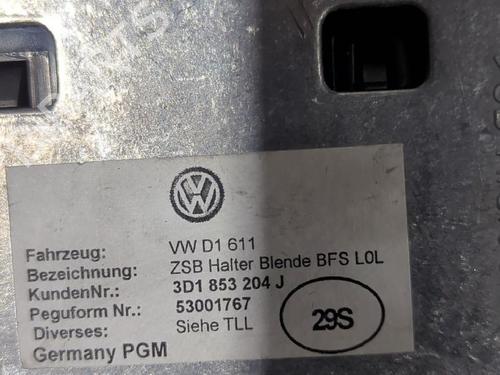 Fahrzeug: VW D1 611
Bezeichnung: ZSB Halter Blende BFS L0L
KundenNr.: 3D1 853 204 J
Peguform Nr.: 53001767
Diverses: Siehe TLL
29S
Germany PGM